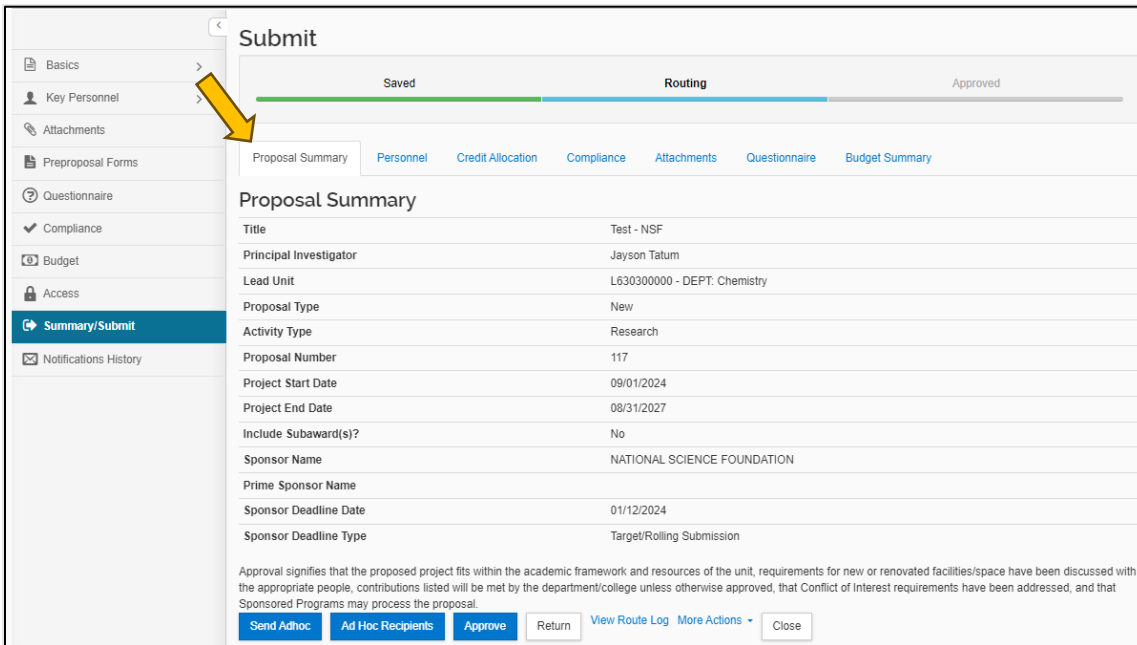 Submit
Basics
Key Personnel
Attachments
Preproposal Forms
Questionnaire
Compliance
Budget
Access
Summary/Submit
Notifications History
Saved Routing Approved
Proposal Summary Personnel Credit Allocation Compliance Attachments Questionnaire Budget Summary
Proposal Summary
Title Test - NSF
Principal Investigator Jayson Tatum
Lead Unit L630300000 - DEPT: Chemistry
Proposal Type New
Activity Type Research
Proposal Number 117
Project Start Date 09/01/2024
Project End Date 08/31/2027
Include Subaward(s)? No
Sponsor Name NATIONAL SCIENCE FOUNDATION
Prime Sponsor Name
Sponsor Deadline Date 01/12/2024
Sponsor Deadline Type Target/Rolling Submission
Approval signifies that the proposed project fits within the academic framework and resources of the unit, requirements for new or renovated facilities/space have been discussed with
the appropriate people, contributions listed will be met by the department/college unless otherwise approved, that Conflict of Interest requirements have been addressed, and that
Sponsored Programs may process the proposal.
Send Adhoc Ad Hoc Recipients Approve Return View Route Log More Actions Close